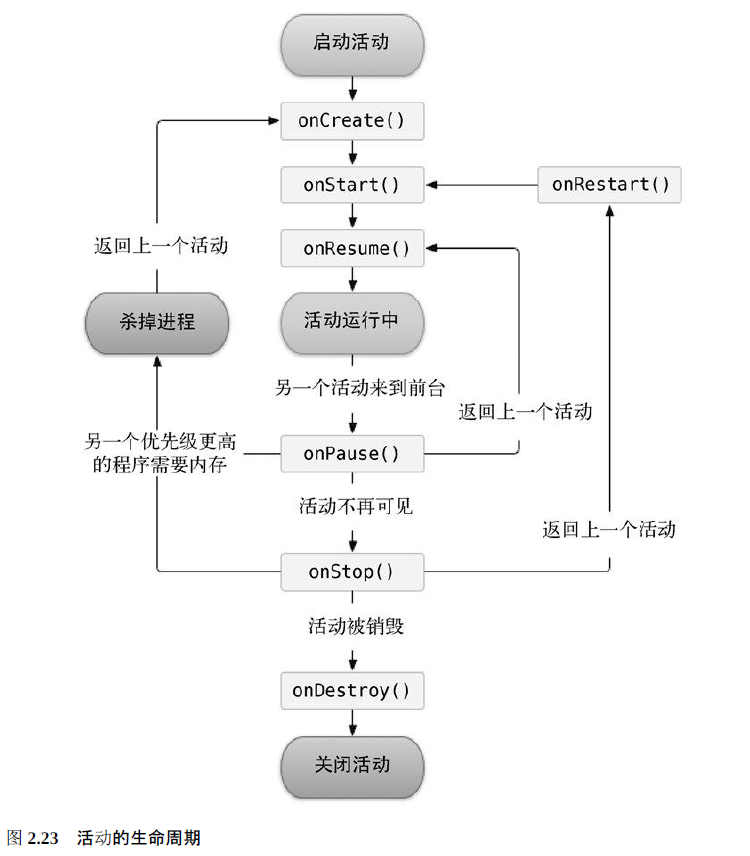 启动活动
onCreate()
onStart()
onRestart()
返回上一个活动
onResume()
杀掉进程
活动运行中
另一个活动来到前台
返回上一个活动
另一个优先级更高
的程序需要内存
onPause()
活动不再可见
返回上一个活动
onStop()
活动被销毁
onDestroy()
关闭活动
图 2.23 活动的生命周期